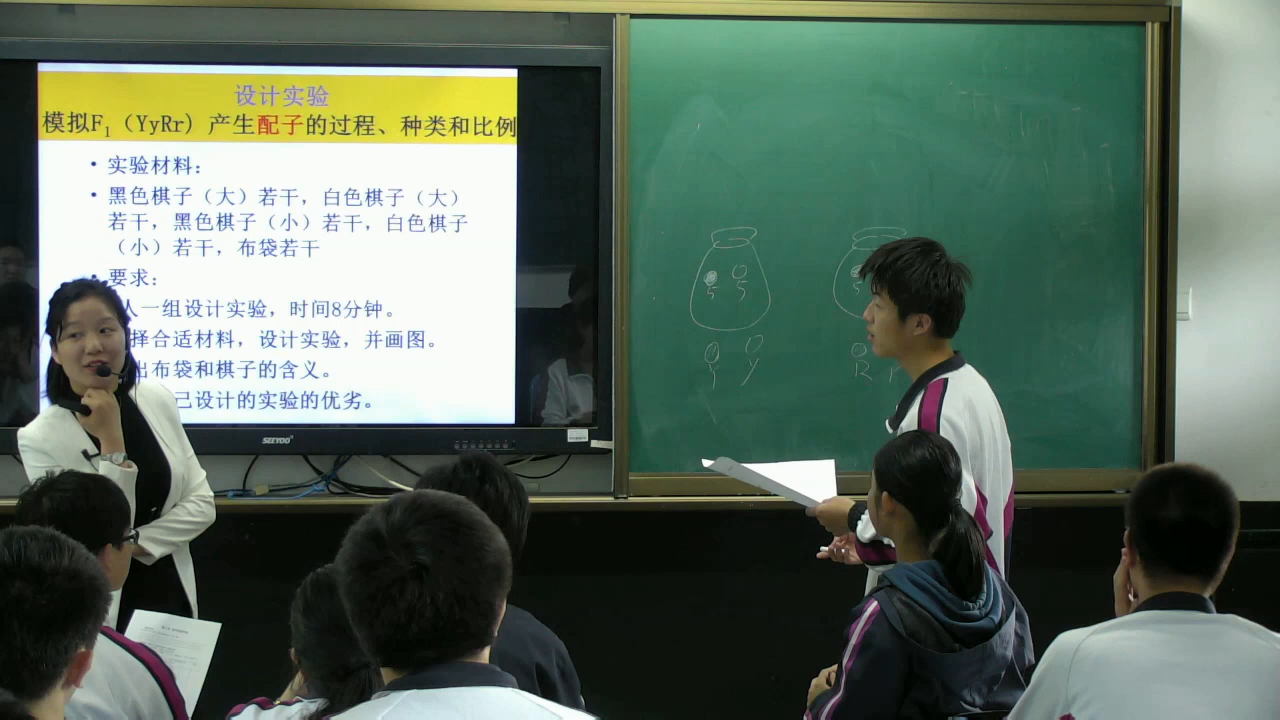 设计实验
模拟F1（YyRr）产生配子的过程、种类和比例
• 实验材料：
• 黑色棋子（大）若干，白色棋子（大）
若干，黑色棋子（小）若干，白色棋子
（小）若干，布袋若干
• 要求：
人一组设计实验，时间8分钟。
择合适材料，设计实验，并画图。
出布袋和棋子的含义。
己设计的实验的优劣。
SEEYOO
5 5 5
Y y R